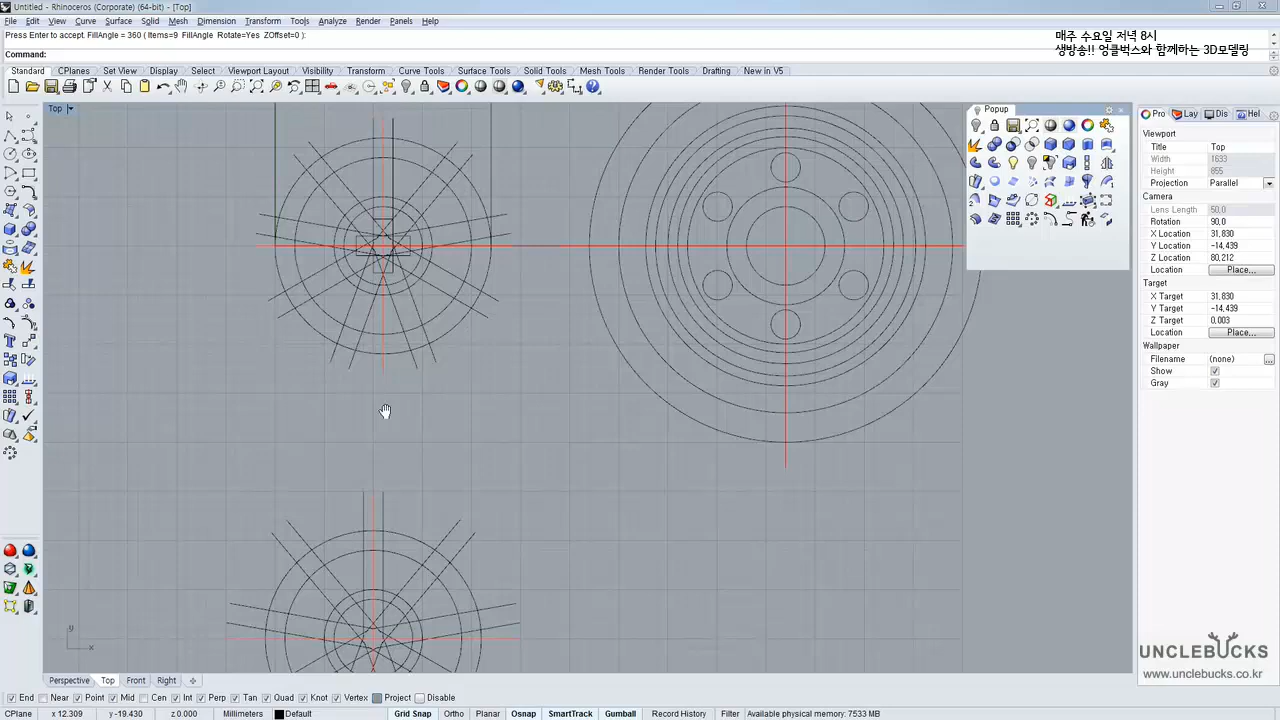 Untitled - Rhinoceros (Corporate) (64-bit) - [Top]
File Edit View Curve Surface Solid Mesh Dimension Transform Tools Analyze Render Panels Help
Press Enter to accept. FillAngle = 360 ( Items=9 FillAngle Rotate=Yes ZOffset=0 ):
매주 수요일 저녁 8시
생방송!! 엉클벅스와 함께하는 3D모델링
Command:
Standard CPlanes Set View Display Select Viewport Layout Visibility Transform Curve Tools Surface Tools Solid Tools Mesh Tools Render Tools Drafting New in V5
Top
Popup
Pro Lay Dis Hel
Viewport
Title Top
Width 1633
Height 855
Projection Parallel
Camera
Lens Length 50,0
Rotation 90,0
X Location 31,830
Y Location -14,439
Z Location 80,212
Location Place...
Target
X Target 31,830
Y Target -14,439
Z Target 0,003
Location Place...
Wallpaper
Filename (none) ...
Show
Gray
y
x
UNCLEBUCKS
www.unclebucks.co.kr
Perspective Top Front Right
End Near Point Mid Cen Int Perp Tan Quad Knot Vertex Project Disable
CPlane x 12.309 y -19.430 z 0.000 Millimeters Default Grid Snap Ortho Planar Osnap SmartTrack Gumball Record History Filter Available physical memory: 7533 MB